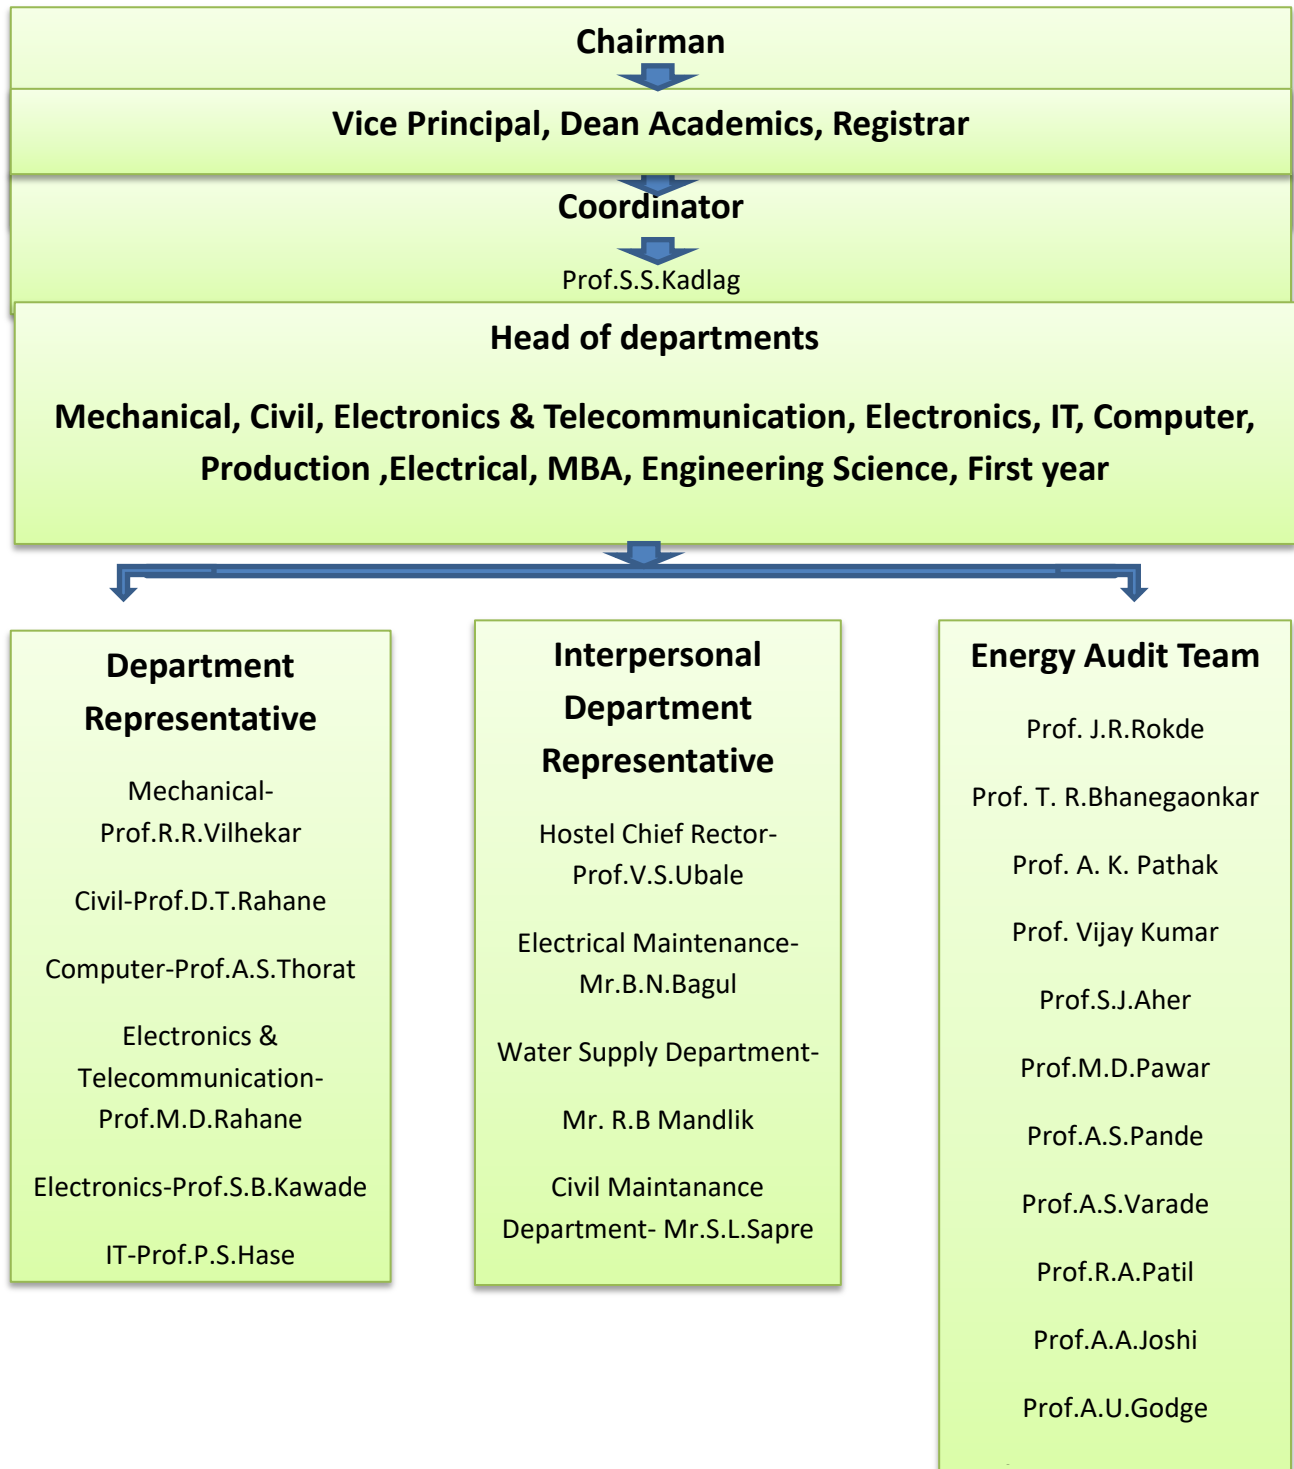 Chairman
Vice Principal, Dean Academics, Registrar
Coordinator
Prof.S.S.Kadlag
Head of departments
Mechanical, Civil, Electronics & Telecommunication, Electronics, IT, Computer,
Production ,Electrical, MBA, Engineering Science, First year
Department
Representative
Mechanical-
Prof.R.R.Vilhekar
Civil-Prof.D.T.Rahane
Computer-Prof.A.S.Thorat
Electronics &
Telecommunication-
Prof.M.D.Rahane
Electronics-Prof.S.B.Kawade
IT-Prof.P.S.Hase
Interpersonal
Department
Representative
Hostel Chief Rector-
Prof.V.S.Ubale
Electrical Maintenance-
Mr.B.N.Bagul
Water Supply Department-
Mr. R.B Mandlik
Civil Maintanance
Department- Mr.S.L.Sapre
Energy Audit Team
Prof. J.R.Rokde
Prof. T. R.Bhanegaonkar
Prof. A. K. Pathak
Prof. Vijay Kumar
Prof.S.J.Aher
Prof.M.D.Pawar
Prof.A.S.Pande
Prof.A.S.Varade
Prof.R.A.Patil
Prof.A.A.Joshi
Prof.A.U.Godge